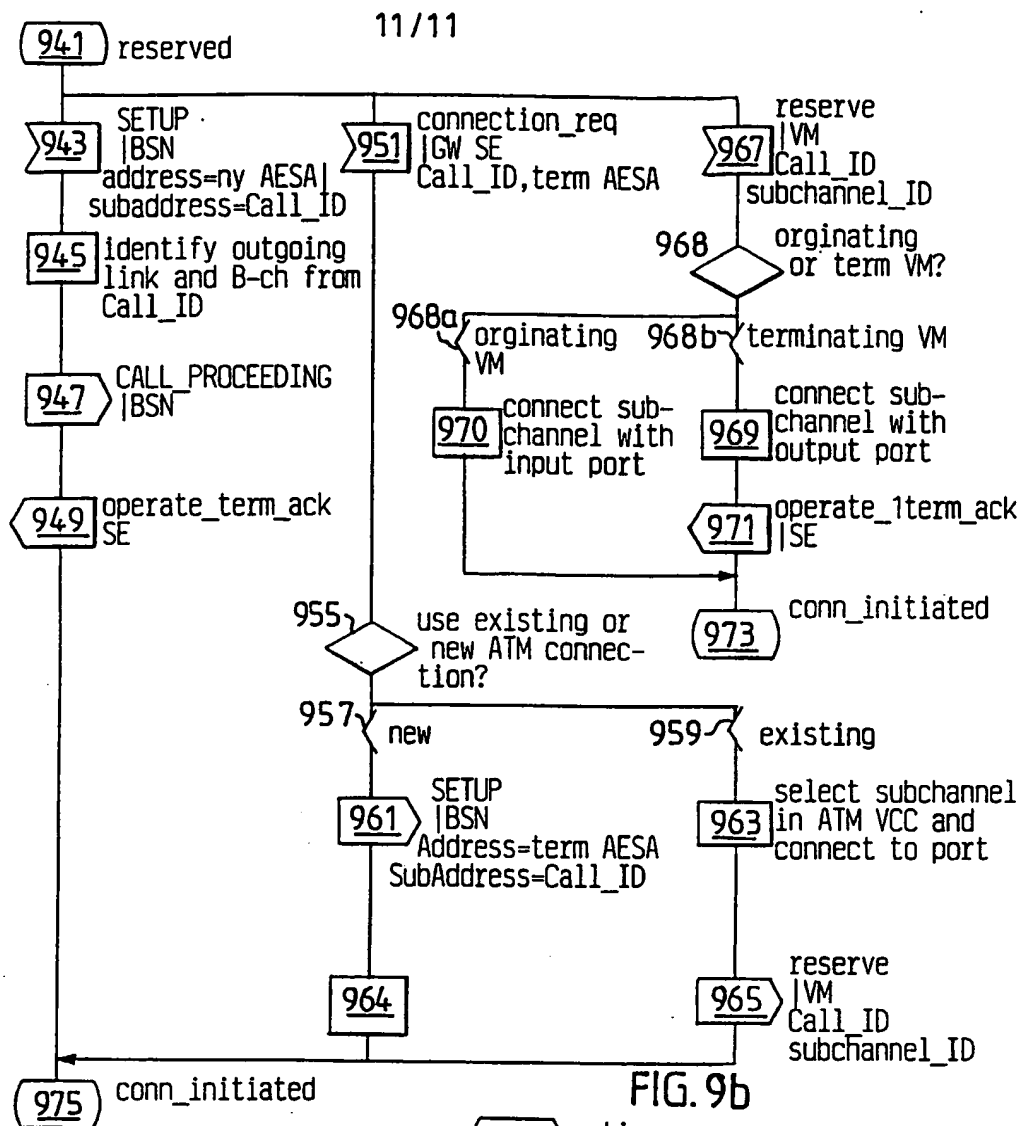 11/11
941 reserved
943 SETUP
|BSN
address=ny AESA|
subaddress=Call_ID
951 connection_req
|GW SE
Call_ID,term AESA
967 reserve
|VM
Call_ID
subchannel_ID
945 identify outgoing
link and B-ch from
Call_ID
968 orginating
or term VM?
968a orginating
VM
968b terminating VM
947 CALL_PROCEEDING
|BSN
970 connect sub-
channel with
input port
969 connect sub-
channel with
output port
949 operate_term_ack
SE
971 operate_1term_ack
|SE
973 conn_initiated
955 use existing or
new ATM connec-
tion?
957 new
959 existing
961 SETUP
|BSN
Address=term AESA
SubAddress=Call_ID
963 select subchannel
in ATM VCC and
connect to port
964
965 reserve
|VM
Call_ID
subchannel_ID
975 conn_initiated
FIG. 9b